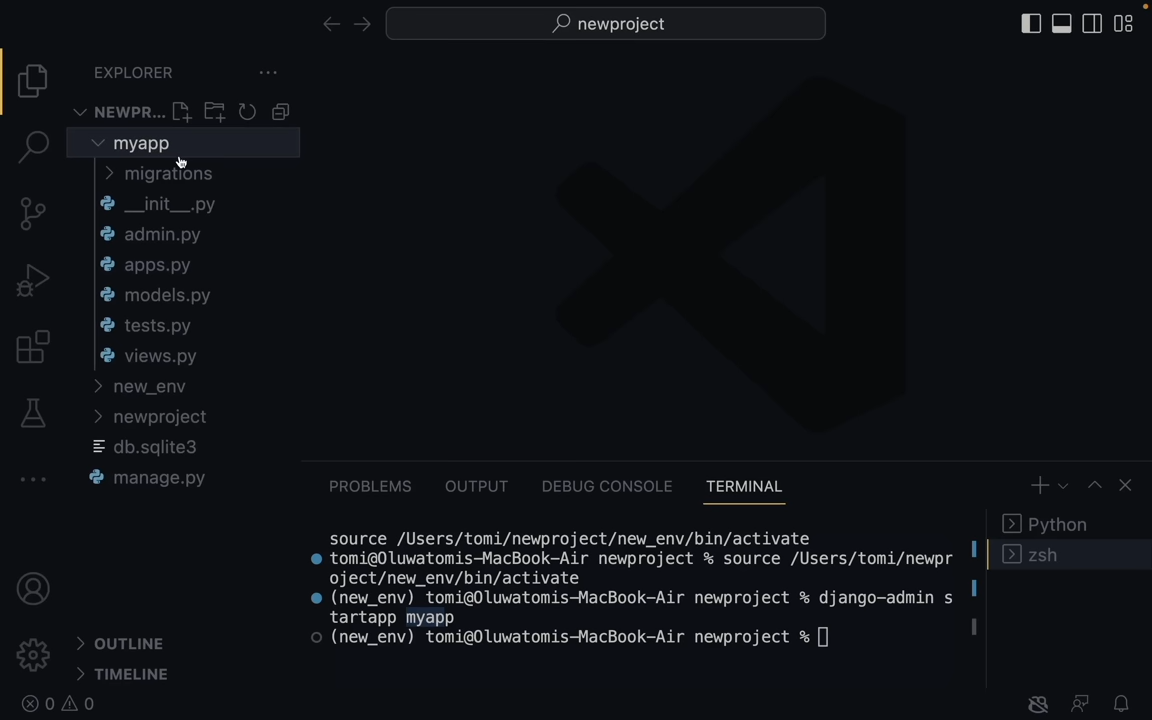 newproject
EXPLORER
NEWPR...
myapp
migrations
__init__.py
admin.py
apps.py
models.py
tests.py
views.py
new_env
newproject
db.sqlite3
manage.py
OUTLINE
TIMELINE
PROBLEMS OUTPUT DEBUG CONSOLE TERMINAL
source /Users/tomi/newproject/new_env/bin/activate
tomi@Oluwatomis-MacBook-Air newproject % source /Users/tomi/newpr
oject/new_env/bin/activate
(new_env) tomi@Oluwatomis-MacBook-Air newproject % django-admin s
tartapp myapp
(new_env) tomi@Oluwatomis-MacBook-Air newproject %
Python
zsh
0 0